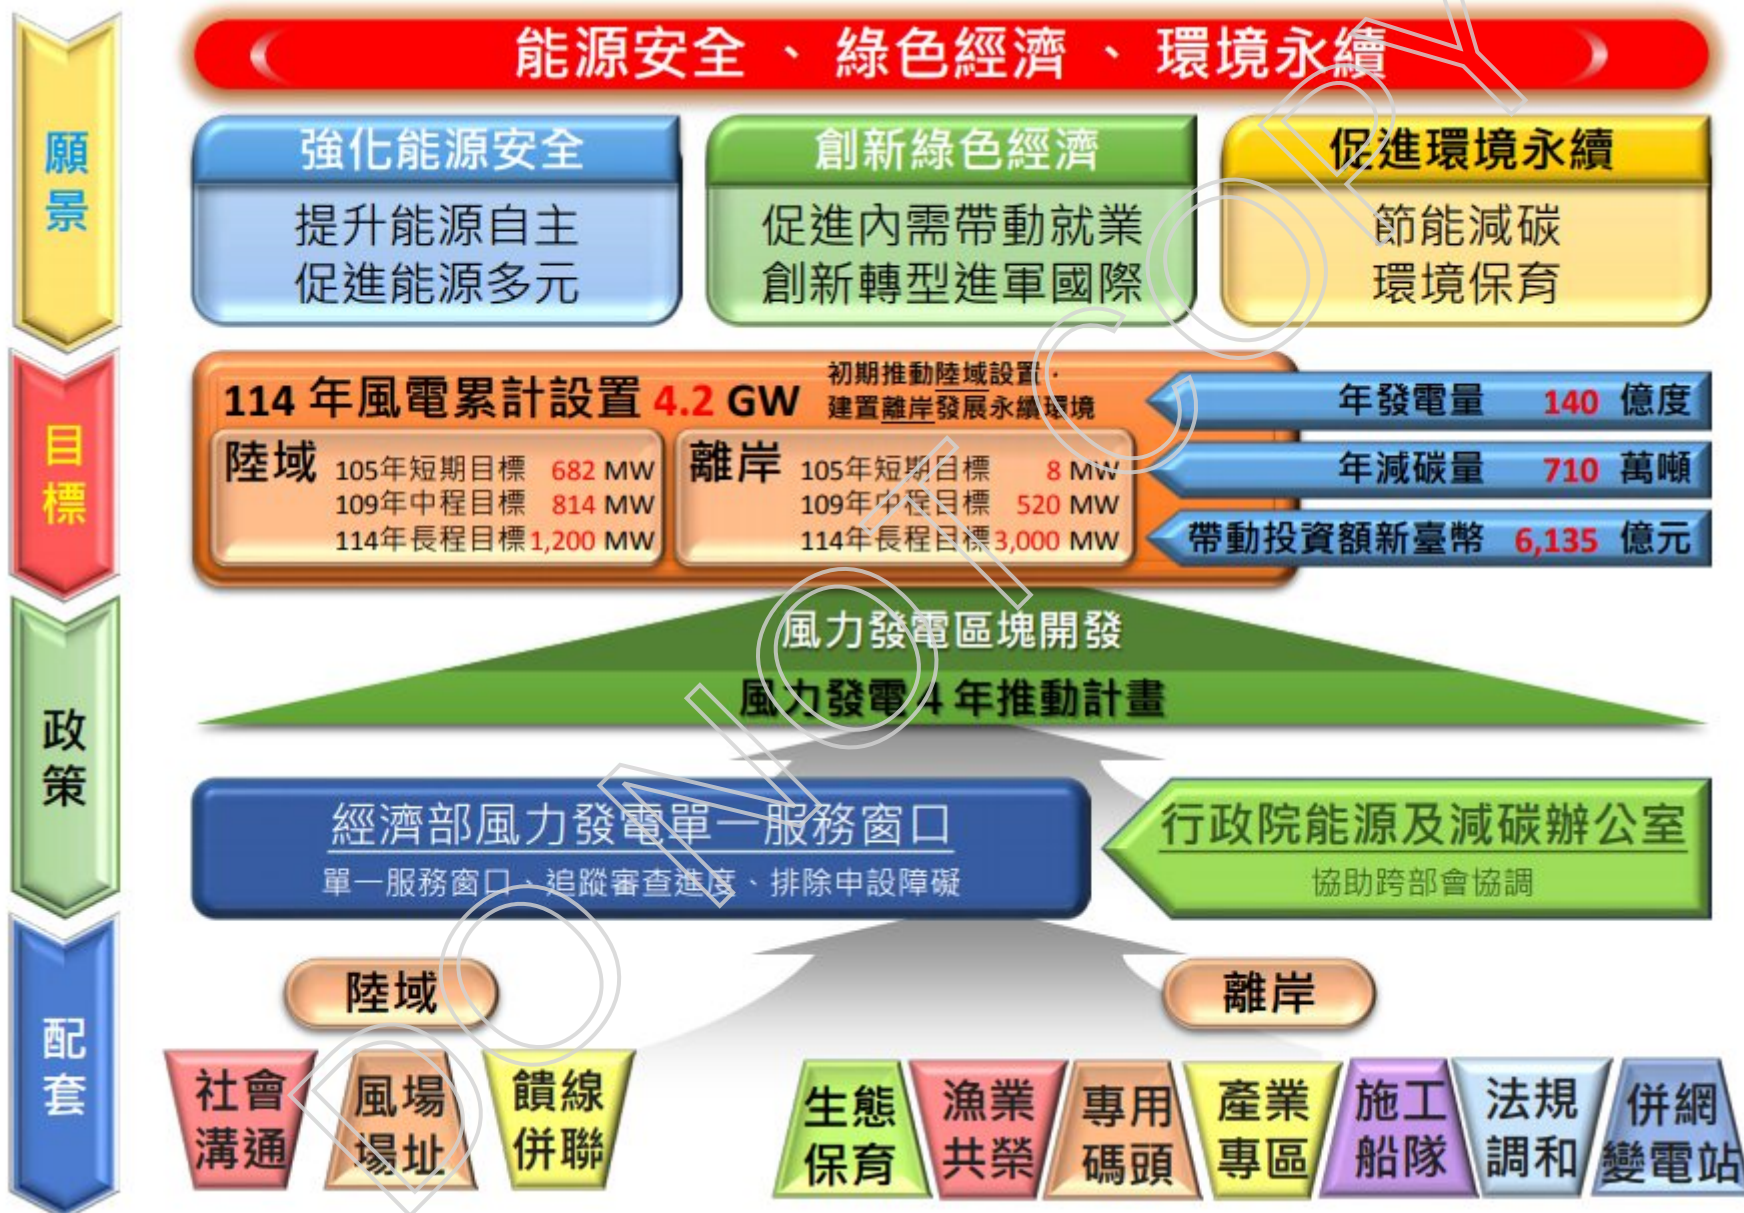 能源安全、綠色經濟、環境永續
願景
強化能源安全
提升能源自主
促進能源多元
創新綠色經濟
促進內需帶動就業
創新轉型進軍國際
促進環境永續
節能減碳
環境保育
目標
114 年風電累計設置 4.2 GW
初期推動陸域設置，
建置離岸發展永續環境
陸域
105年短期目標 682 MW
109年中程目標 814 MW
114年長程目標 1,200 MW
離岸
105年短期目標 8 MW
109年中程目標 520 MW
114年長程目標 3,000 MW
年發電量 140 億度
年減碳量 710 萬噸
帶動投資額新臺幣 6,135 億元
政策
風力發電區塊開發
風力發電 4 年推動計畫
經濟部風力發電單一服務窗口
單一服務窗口、追蹤審查進度、排除申設障礙
行政院能源及減碳辦公室
協助跨部會協調
配套
陸域
社會
溝通
風場
場址
饋線
併聯
離岸
生態
保育
漁業
共榮
專用
碼頭
產業
專區
施工
船隊
法規
調和
併網
變電站
DO NOT COPY